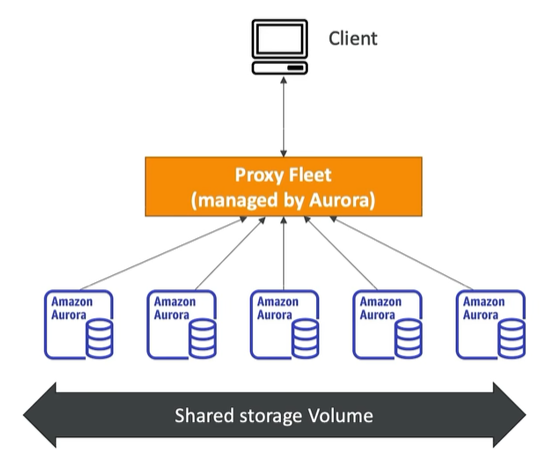 Client
Proxy Fleet
(managed by Aurora)
Amazon
Aurora
Amazon
Aurora
Amazon
Aurora
Amazon
Aurora
Amazon
Aurora
Shared storage Volume